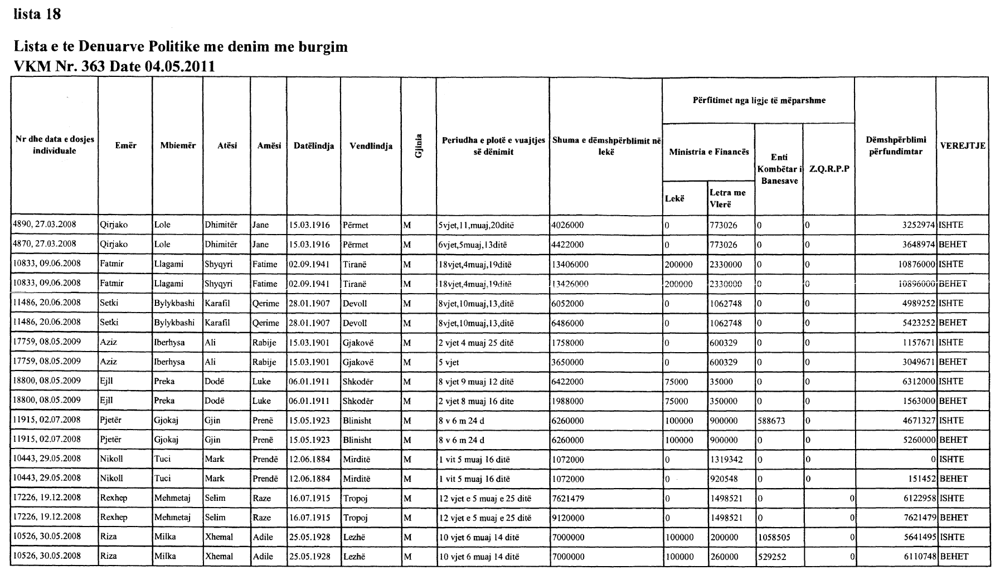 lista 18
Lista e te Denuarve Politike me denim me burgim
VKM Nr. 363 Date 04.05.2011
Nr dhe data e dosjes individuale Emër Mbiemër Atësi Amësi Datëlindja Vendlindja Gjinia Periudha e plotë e vuajtjes së dënimit Shuma e dëmshpërblimit në lekë Përfitimet nga ligje të mëparshme Ministria e Financës Lekë Letra me Vlerë Enti Kombëtar i Banesave Z.Q.R.P.P Dëmshpërblimi përfundimtar VEREJTJE
4890, 27.03.2008 Qirjako Lole Dhimitër Jane 15.03.1916 Përmet M 5vjet,11,muaj,20ditë 4026000 0 773026 0 0 3252974 ISHTE
4870, 27.03.2008 Qirjako Lole Dhimitër Jane 15.03.1916 Përmet M 6vjet,5muaj,13ditë 4422000 0 773026 0 0 3648974 BEHET
10833, 09.06.2008 Fatmir Llagami Shyqyri Fatime 02.09.1941 Tiranë M 18vjet,4muaj,19ditë 13406000 200000 2330000 0 0 10876000 ISHTE
10833, 09.06.2008 Fatmir Llagami Shyqyri Fatime 02.09.1941 Tiranë M 18vjet,4muaj,19ditë 13426000 200000 2330000 0 0 10896000 BEHET
11486, 20.06.2008 Setki Bylykbashi Karafil Qerime 28.01.1907 Devoll M 8vjet,10muaj,13,ditë 6052000 0 1062748 0 0 4989252 ISHTE
11486, 20.06.2008 Setki Bylykbashi Karafil Qerime 28.01.1907 Devoll M 8vjet,10muaj,13,ditë 6486000 0 1062748 0 0 5423252 BEHET
17759, 08.05.2009 Aziz Iberhysa Ali Rabije 15.03.1901 Gjakovë M 2 vjet 4 muaj 25 ditë 1758000 0 600329 0 0 1157671 ISHTE
17759, 08.05.2009 Aziz Iberhysa Ali Rabije 15.03.1901 Gjakovë M 5 vjet 3650000 0 600329 0 0 3049671 BEHET
18800, 08.05.2009 Ejll Preka Dodë Luke 06.01.1911 Shkodër M 8 vjet 9 muaj 12 ditë 6422000 75000 35000 0 0 6312000 ISHTE
18800, 08.05.2009 Ejll Preka Dodë Luke 06.01.1911 Shkodër M 2 vjet 8 muaj 16 dite 1988000 75000 350000 0 0 1563000 BEHET
11915, 02.07.2008 Pjetër Gjokaj Gjin Prenë 15.05.1923 Blinisht M 8 v 6 m 24 d 6260000 100000 900000 588673 0 4671327 ISHTE
11915, 02.07.2008 Pjetër Gjokaj Gjin Prenë 15.05.1923 Blinisht M 8 v 6 m 24 d 6260000 100000 900000 0 0 5260000 BEHET
10443, 29.05.2008 Nikoll Tuci Mark Prendë 12.06.1884 Mirditë M 1 vit 5 muaj 16 ditë 1072000 0 1319342 0 0 0 ISHTE
10443, 29.05.2008 Nikoll Tuci Mark Prendë 12.06.1884 Mirditë M 1 vit 5 muaj 16 ditë 1072000 0 920548 0 0 151452 BEHET
17226, 19.12.2008 Rexhep Mehmetaj Selim Raze 16.07.1915 Tropoj M 12 vjet e 5 muaj e 25 ditë 7621479 0 1498521 0 0 6122958 ISHTE
17226, 19.12.2008 Rexhep Mehmetaj Selim Raze 16.07.1915 Tropoj M 12 vjet e 5 muaj e 25 ditë 9120000 0 1498521 0 0 7621479 BEHET
10526, 30.05.2008 Riza Milka Xhemal Adile 25.05.1928 Lezhë M 10 vjet 6 muaj 14 ditë 7000000 100000 200000 1058505 0 5641495 ISHTE
10526, 30.05.2008 Riza Milka Xhemal Adile 25.05.1928 Lezhë M 10 vjet 6 muaj 14 ditë 7000000 100000 260000 529252 0 6110748 BEHET